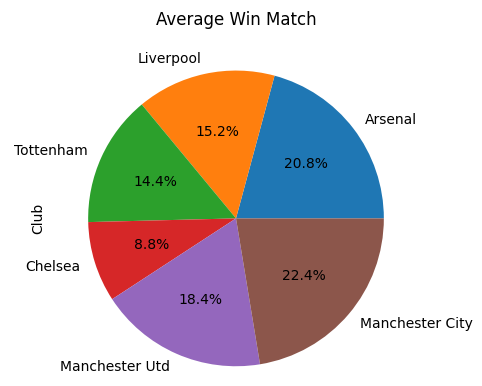 Average Win Match
Liverpool
Arsenal
15.2%
20.8%
Tottenham
14.4%
Club
8.8%
Chelsea
22.4%
18.4%
Manchester City
Manchester Utd